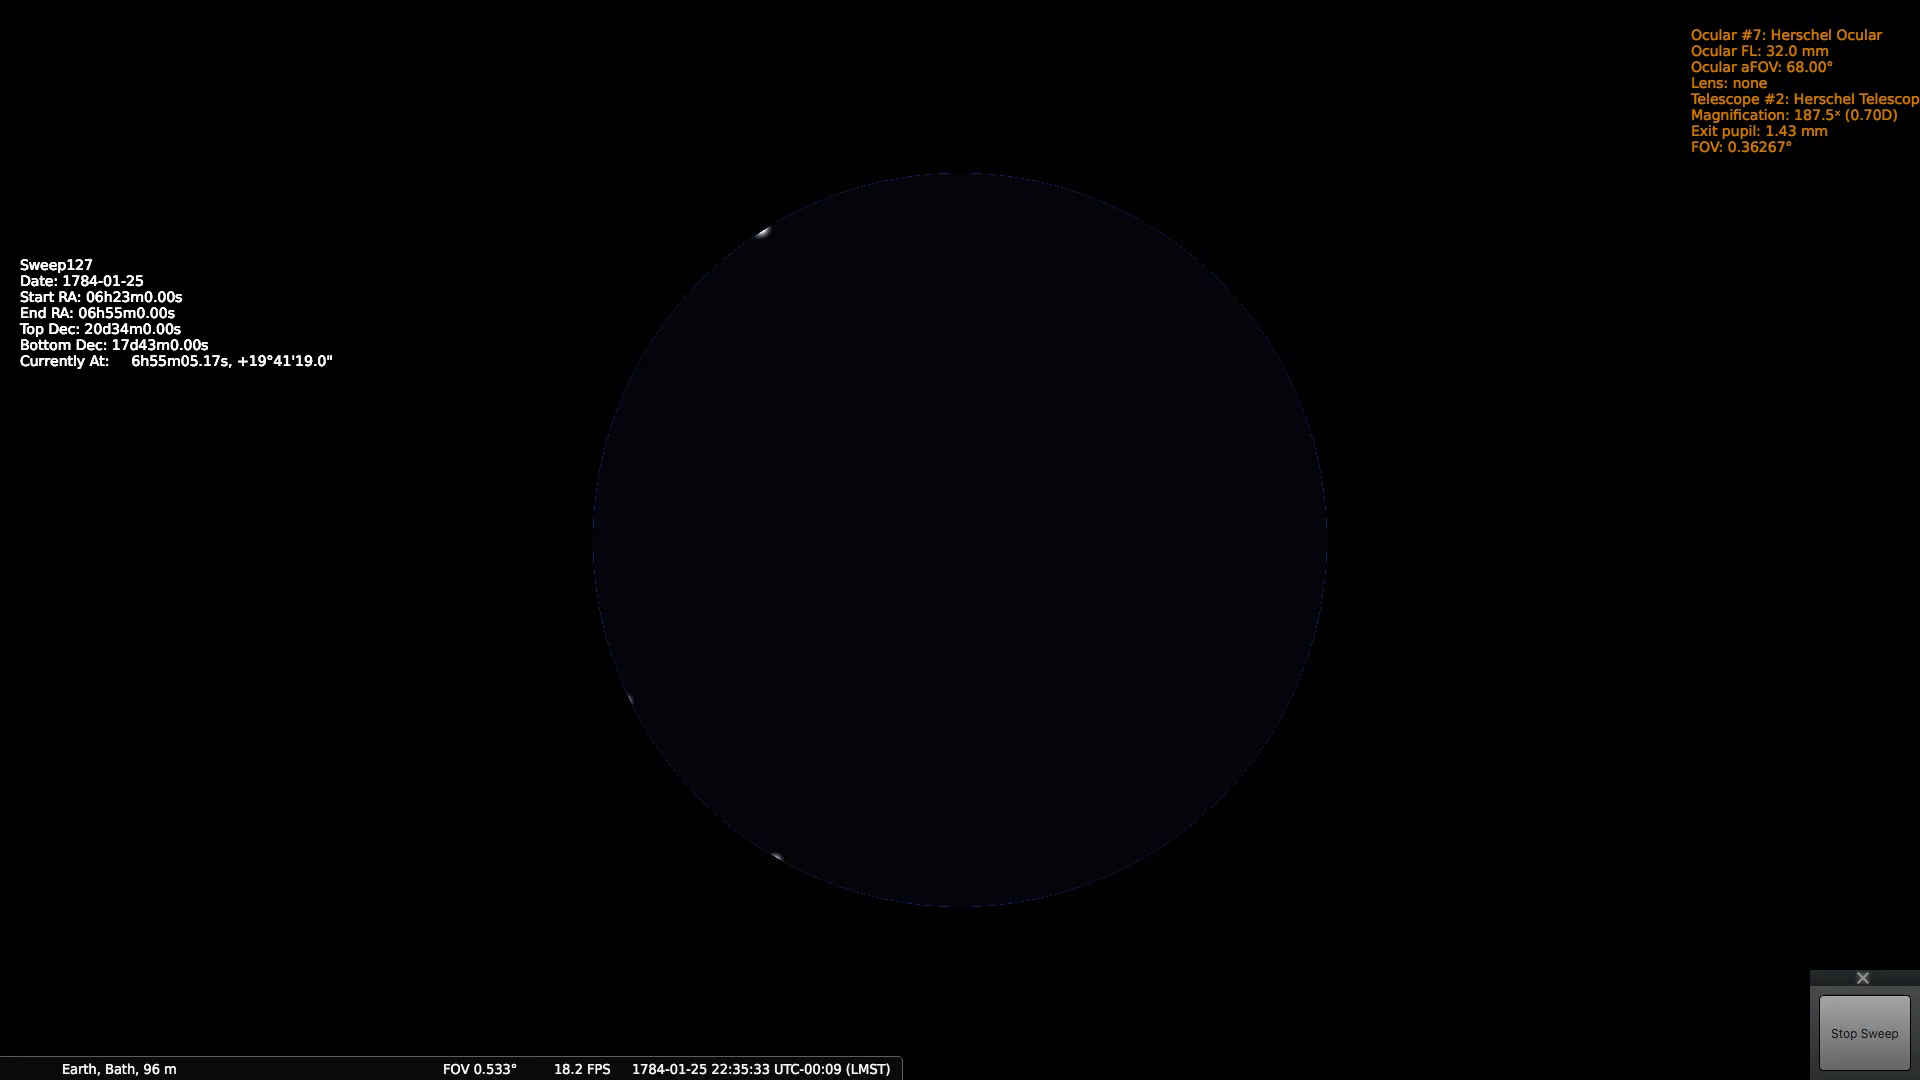 Ocular #7: Herschel Ocular
Ocular FL: 32.0 mm
Ocular aFOV: 68.00°
Lens: none
Telescope #2: Herschel Telescop
Magnification: 187.5ˣ (0.70D)
Exit pupil: 1.43 mm
FOV: 0.36267°
Sweep127
Date: 1784-01-25
Start RA: 06h23m0.00s
End RA: 06h55m0.00s
Top Dec: 20d34m0.00s
Bottom Dec: 17d43m0.00s
Currently At: 6h55m05.17s, +19°41'19.0"
Stop Sweep
Earth, Bath, 96 m FOV 0.533° 18.2 FPS 1784-01-25 22:35:33 UTC-00:09 (LMST)